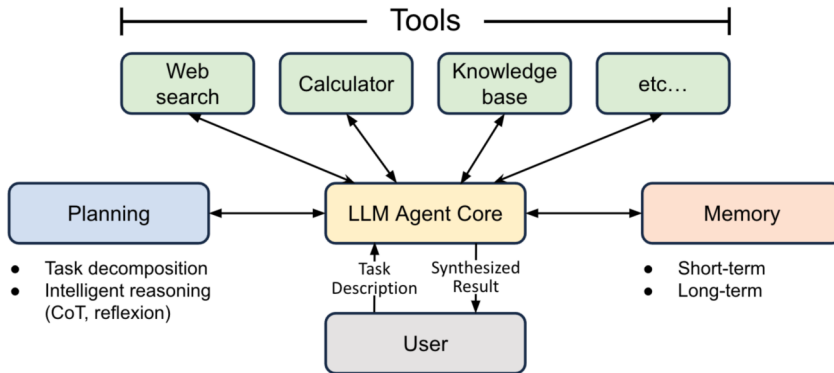 Tools
Web
search
Calculator
Knowledge
base
etc…
Planning
LLM Agent Core
Memory
● Task decomposition
● Intelligent reasoning
(CoT, reflexion)
Task
Description
Synthesized
Result
● Short-term
● Long-term
User